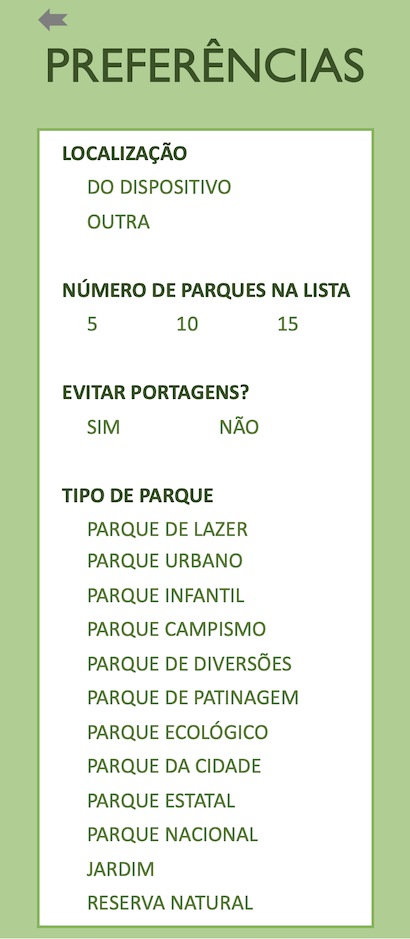 PREFERÊNCIAS
LOCALIZAÇÃO
DO DISPOSITIVO
OUTRA
NÚMERO DE PARQUES NA LISTA
5 10 15
EVITAR PORTAGENS?
SIM NÃO
TIPO DE PARQUE
PARQUE DE LAZER
PARQUE URBANO
PARQUE INFANTIL
PARQUE CAMPISMO
PARQUE DE DIVERSÕES
PARQUE DE PATINAGEM
PARQUE ECOLÓGICO
PARQUE DA CIDADE
PARQUE ESTATAL
PARQUE NACIONAL
JARDIM
RESERVA NATURAL